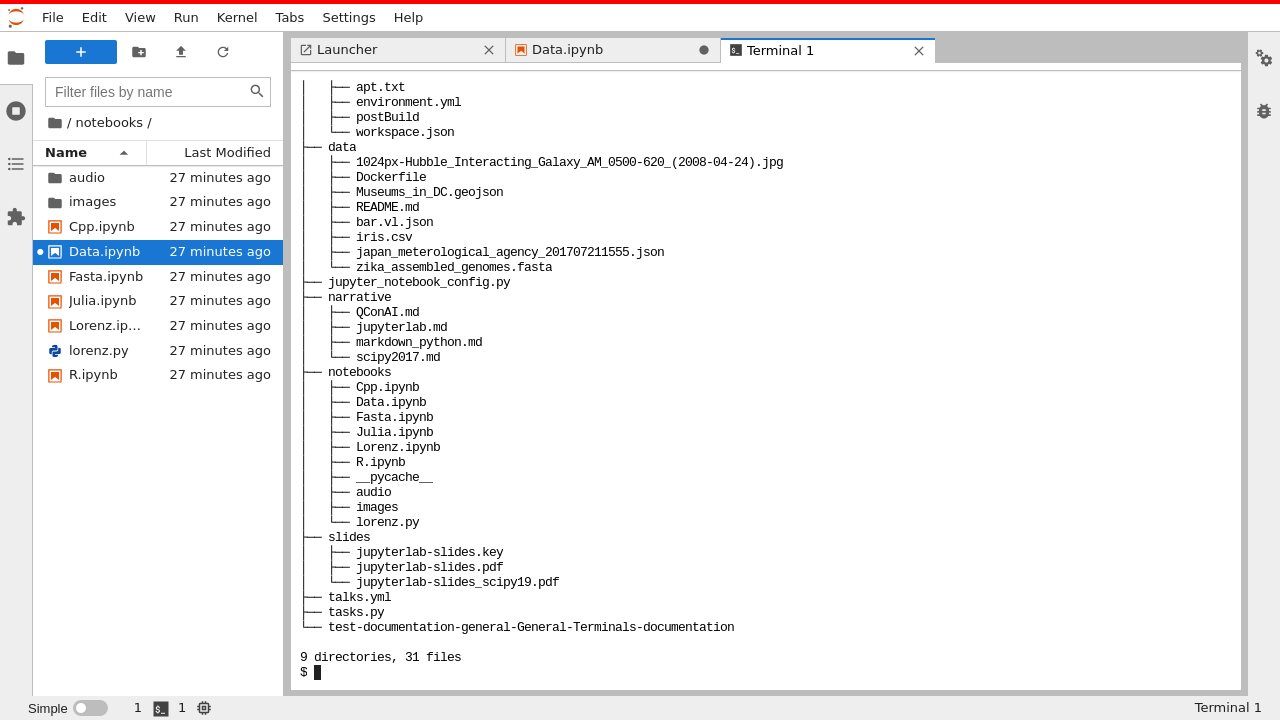 File Edit View Run Kernel Tabs Settings Help
Launcher
Data.ipynb
Terminal 1
Filter files by name
/ notebooks /
Name Last Modified
audio 27 minutes ago
images 27 minutes ago
Cpp.ipynb 27 minutes ago
Data.ipynb 27 minutes ago
Fasta.ipynb 27 minutes ago
Julia.ipynb 27 minutes ago
Lorenz.ip… 27 minutes ago
lorenz.py 27 minutes ago
R.ipynb 27 minutes ago
│   ├── apt.txt
│   ├── environment.yml
│   ├── postBuild
│   └── workspace.json
├── data
│   ├── 1024px-Hubble_Interacting_Galaxy_AM_0500-620_(2008-04-24).jpg
│   ├── Dockerfile
│   ├── Museums_in_DC.geojson
│   ├── README.md
│   ├── bar.vl.json
│   ├── iris.csv
│   ├── japan_meterological_agency_201707211555.json
│   └── zika_assembled_genomes.fasta
├── jupyter_notebook_config.py
├── narrative
│   ├── QConAI.md
│   ├── jupyterlab.md
│   ├── markdown_python.md
│   └── scipy2017.md
├── notebooks
│   ├── Cpp.ipynb
│   ├── Data.ipynb
│   ├── Fasta.ipynb
│   ├── Julia.ipynb
│   ├── Lorenz.ipynb
│   ├── R.ipynb
│   ├── __pycache__
│   ├── audio
│   ├── images
│   └── lorenz.py
├── slides
│   ├── jupyterlab-slides.key
│   ├── jupyterlab-slides.pdf
│   └── jupyterlab-slides_scipy19.pdf
├── talks.yml
├── tasks.py
└── test-documentation-general-General-Terminals-documentation
9 directories, 31 files
$
Simple 1 $_ 1 Terminal 1